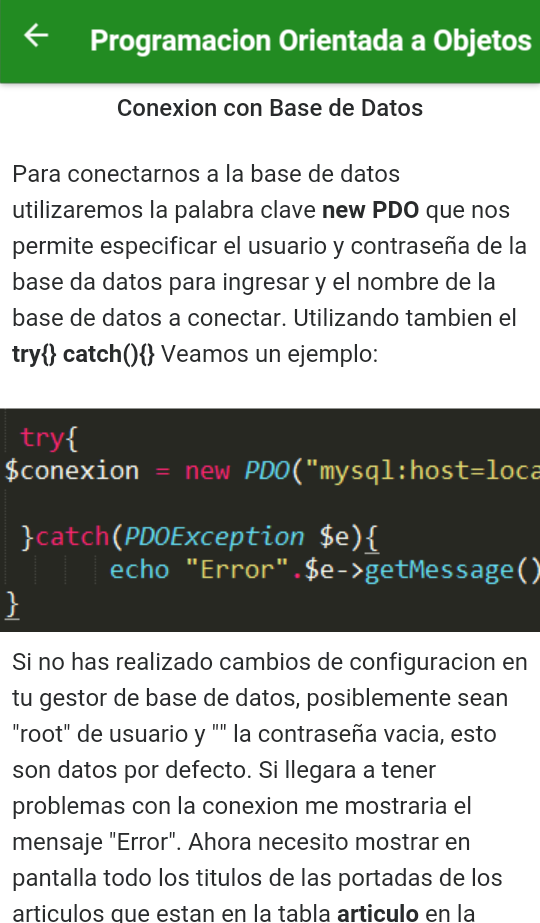 Programacion Orientada a Objetos
Conexion con Base de Datos
Para conectarnos a la base de datos
utilizaremos la palabra clave new PDO que nos
permite especificar el usuario y contraseña de la
base da datos para ingresar y el nombre de la
base de datos a conectar. Utilizando tambien el
try{} catch(){} Veamos un ejemplo:
try{
$conexion = new PDO("mysql:host=loca
}catch(PDOException $e){
echo "Error".$e->getMessage()
}
Si no has realizado cambios de configuracion en
tu gestor de base de datos, posiblemente sean
"root" de usuario y "" la contraseña vacia, esto
son datos por defecto. Si llegara a tener
problemas con la conexion me mostraria el
mensaje "Error". Ahora necesito mostrar en
pantalla todo los titulos de las portadas de los
articulos que estan en la tabla articulo en la